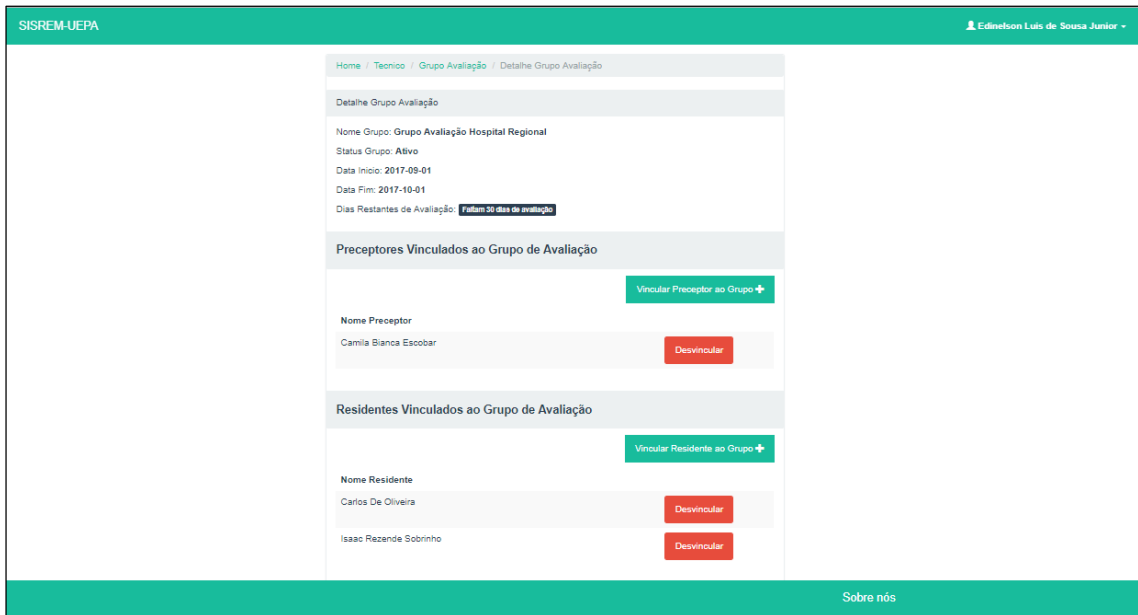 SISREM-UEPA
Edinelson Luis de Sousa Junior
Home / Tecnico / Grupo Avaliação / Detalhe Grupo Avaliação
Detalhe Grupo Avaliação
Nome Grupo: Grupo Avaliação Hospital Regional
Status Grupo: Ativo
Data Inicio: 2017-09-01
Data Fim: 2017-10-01
Dias Restantes de Avaliação: Faltam 30 dias de avaliação
Preceptores Vinculados ao Grupo de Avaliação
Vincular Preceptor ao Grupo +
Nome Preceptor
Camila Bianca Escobar Desvincular
Residentes Vinculados ao Grupo de Avaliação
Vincular Residente ao Grupo +
Nome Residente
Carlos De Oliveira Desvincular
Isaac Rezende Sobrinho Desvincular
Sobre nós